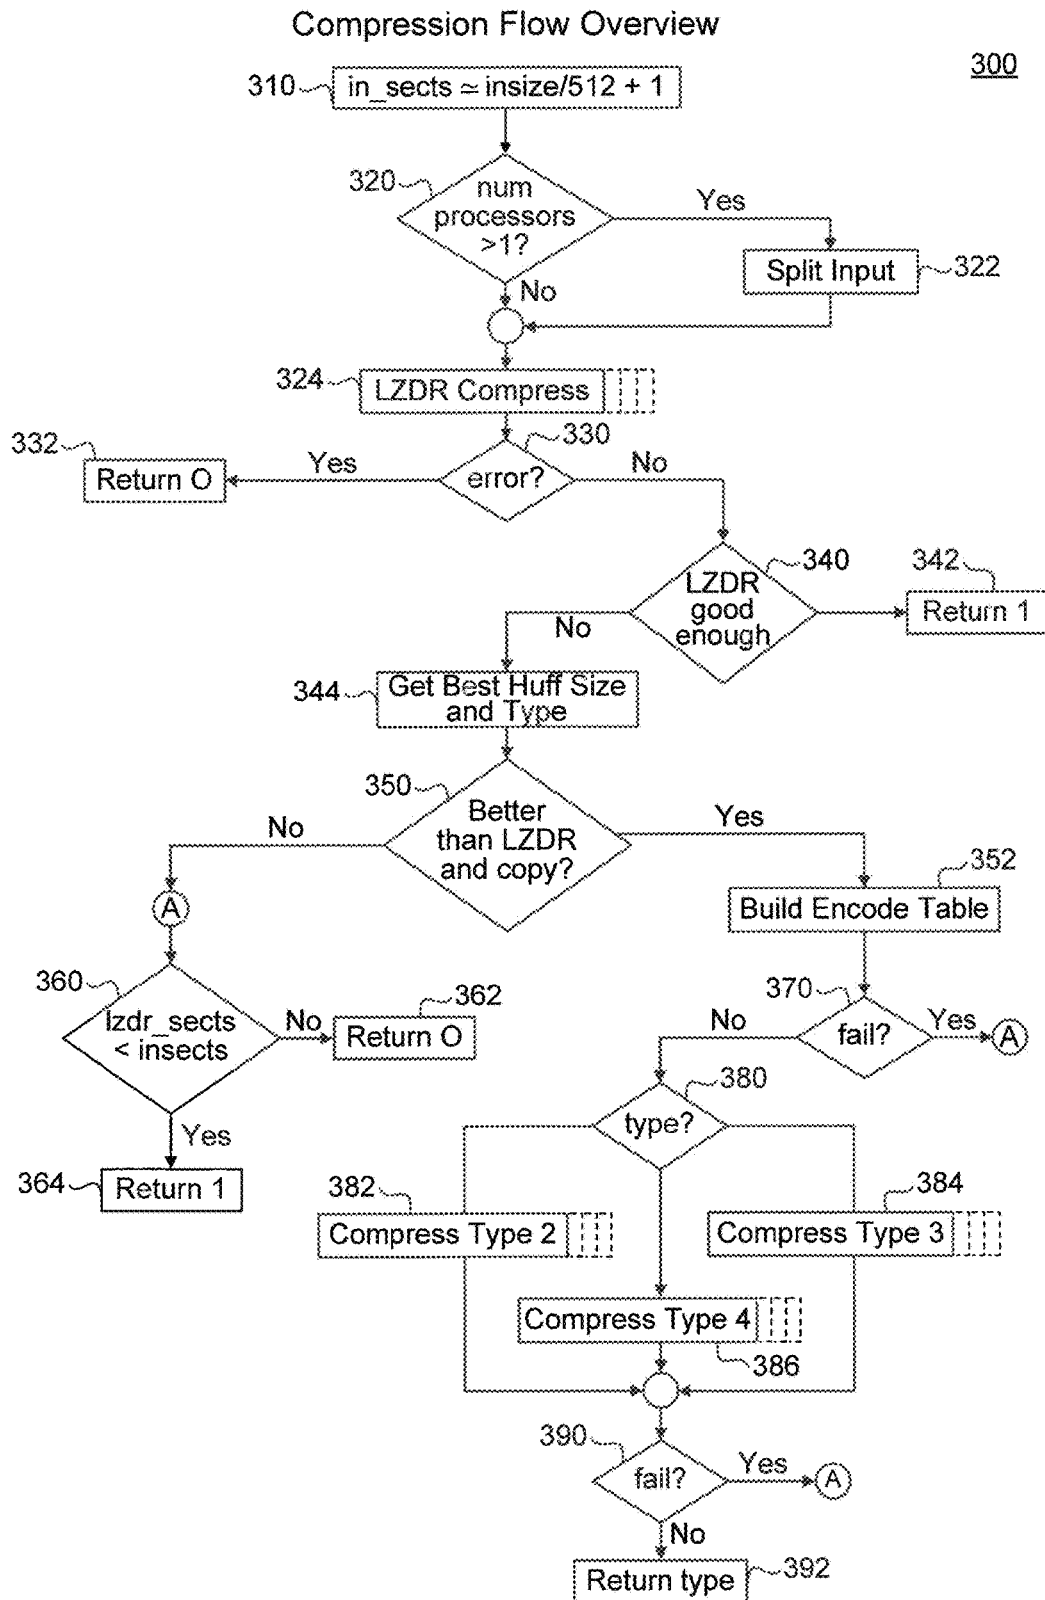 Compression Flow Overview
300
310
in_sects ≃ insize/512 + 1
320
num
processors
>1?
Yes
Split Input
322
No
324
LZDR Compress
330
332
Return O
Yes
error?
No
340
LZDR
good
enough
342
Return 1
No
344
Get Best Huff Size
and Type
350
Better
than LZDR
and copy?
No
Yes
352
Build Encode Table
A
360
lzdr_sects
< insects
No
362
Return O
Yes
364
Return 1
370
fail?
No
Yes
A
380
type?
382
Compress Type 2
384
Compress Type 3
Compress Type 4
386
390
fail?
Yes
A
No
Return type
392